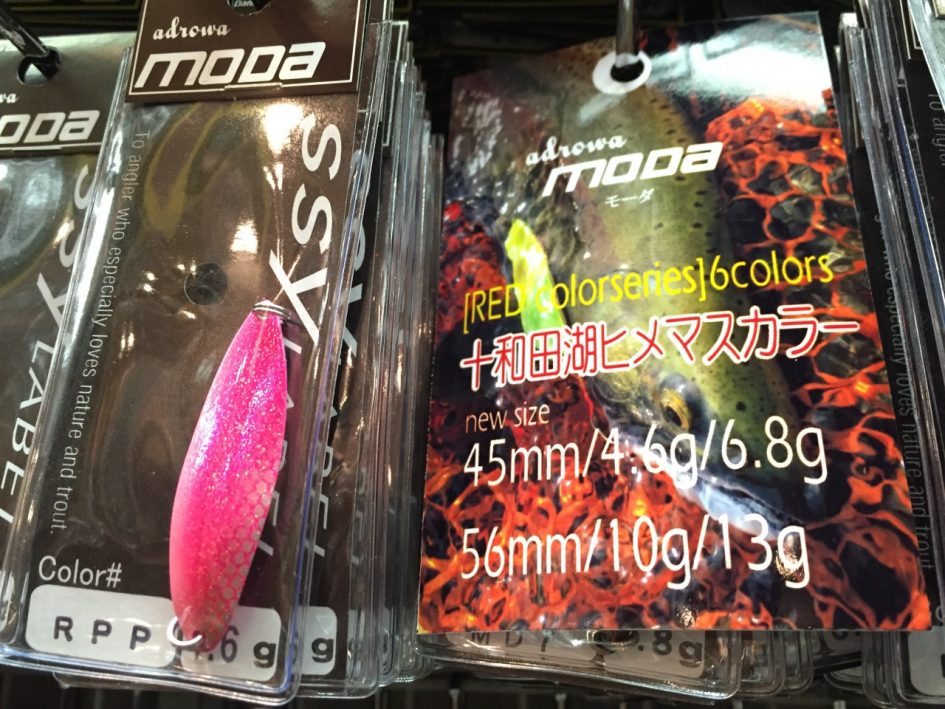 adrowa
moda
To angler who especially loves nature and trout.
SSY LABEL
Color#
RPP
.6g
adrowa
moda
モーダ
[RED colorseries]6colors
十和田湖ヒメマスカラー
new size
45mm/4.6g/6.8g
56mm/10g/13g